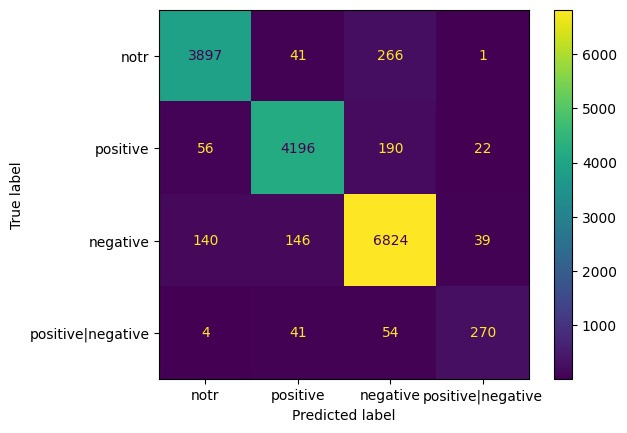 notr 3897 41 266 1
positive 56 4196 190 22
negative 140 146 6824 39
positive|negative 4 41 54 270
notr positive negative positive|negative
Predicted label
True label
6000
5000
4000
3000
2000
1000